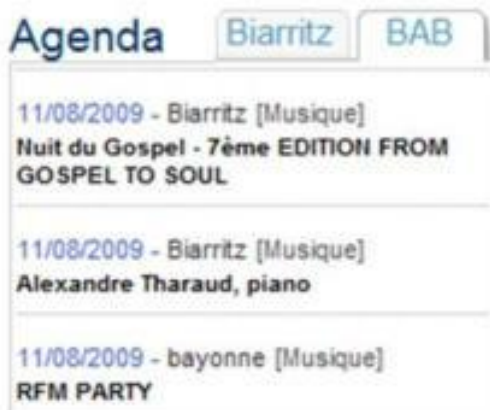 Agenda Biarritz BAB
11/08/2009 - Biarritz [Musique]
Nuit du Gospel - 7ème EDITION FROM
GOSPEL TO SOUL
11/08/2009 - Biarritz [Musique]
Alexandre Tharaud, piano
11/08/2009 - bayonne [Musique]
RFM PARTY